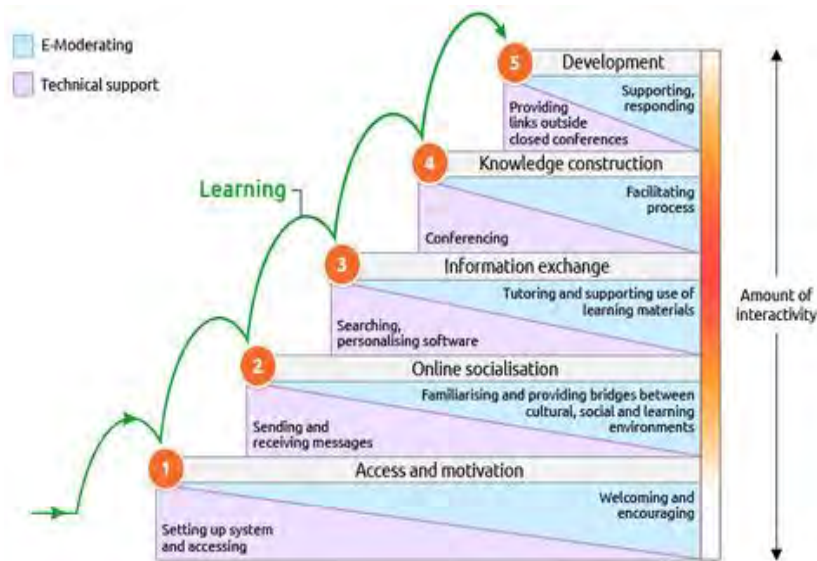 E-Moderating
Technical support
5
Development
Supporting,
responding
Providing
links outside
closed conferences
4
Knowledge construction
Learning
Facilitating
process
Conferencing
3
Information exchange
Amount of
interactivity
Tutoring and supporting use of
learning materials
Searching,
personalising software
2
Online socialisation
Familiarising and providing bridges between
cultural, social and learning
environments
Sending and
receiving messages
1
Access and motivation
Welcoming and
encouraging
Setting up system
and accessing